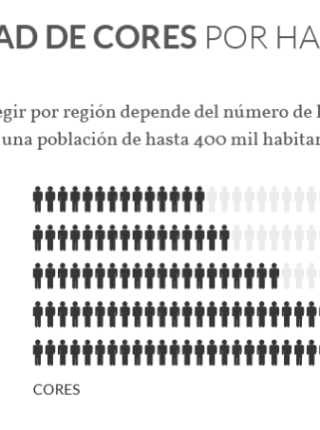 AD DE CORES POR HA
egir por región depende del número de
una población de hasta 400 mil habitan
CORES